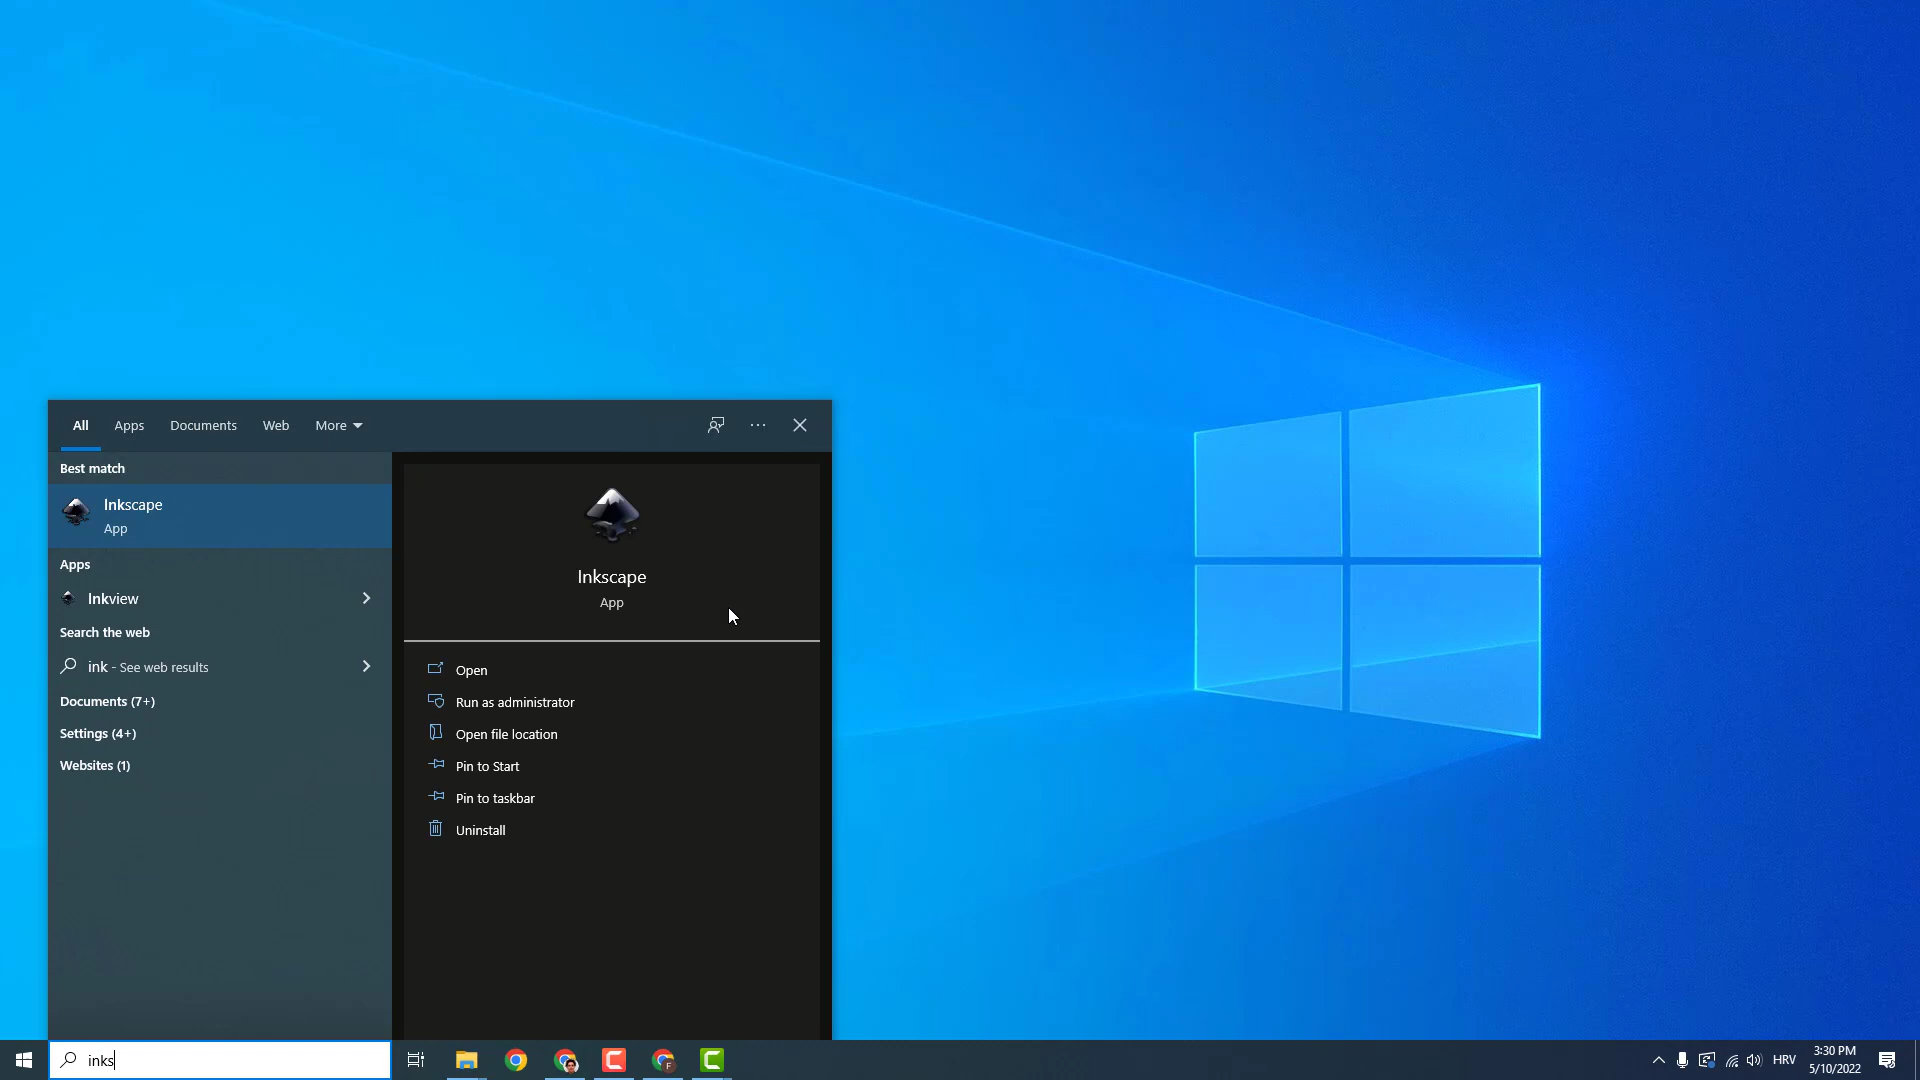 All
Apps
Documents
Web
More
Best match
Inkscape
App
Apps
Inkview
Search the web
ink - See web results
Documents (7+)
Settings (4+)
Websites (1)
Inkscape
App
Open
Run as administrator
Open file location
Pin to Start
Pin to taskbar
Uninstall
inks
F
HRV
3:30 PM
5/10/2022